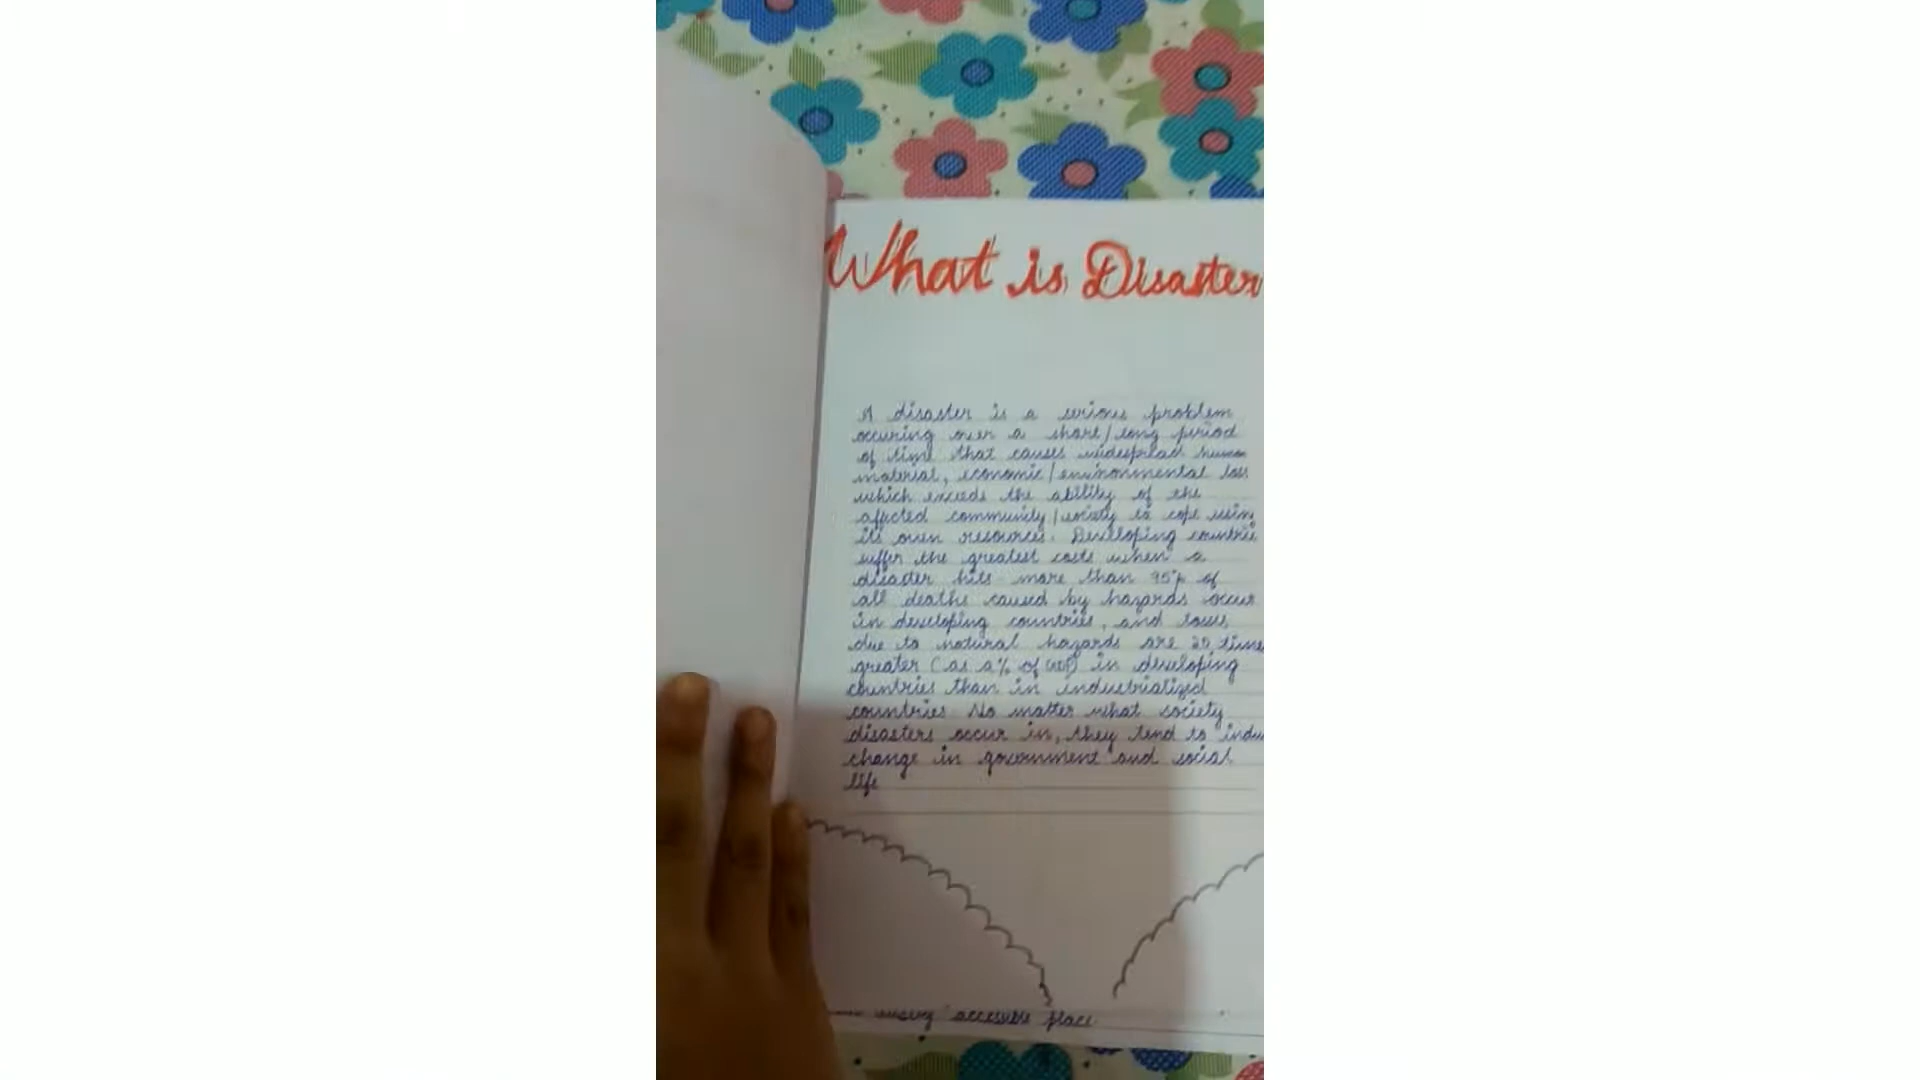 What is Disaster
A disaster is a serious problem
occuring over a share/long period
of time that causes widespread human
material, economic/environmental loss
which exceeds the ability of the
affected community/society to cope using
its own resources. Developing countries
suffer the greatest costs when a
disaster hits more than 95% of
all deaths caused by hazards occur
in developing countries, and losses
due to natural hazards are 20 times
greater (as a % of GDP) in developing
countries than in industrialized
countries. No matter what society
disasters occur in, they tend to indu
change in government and social
life
accessible place